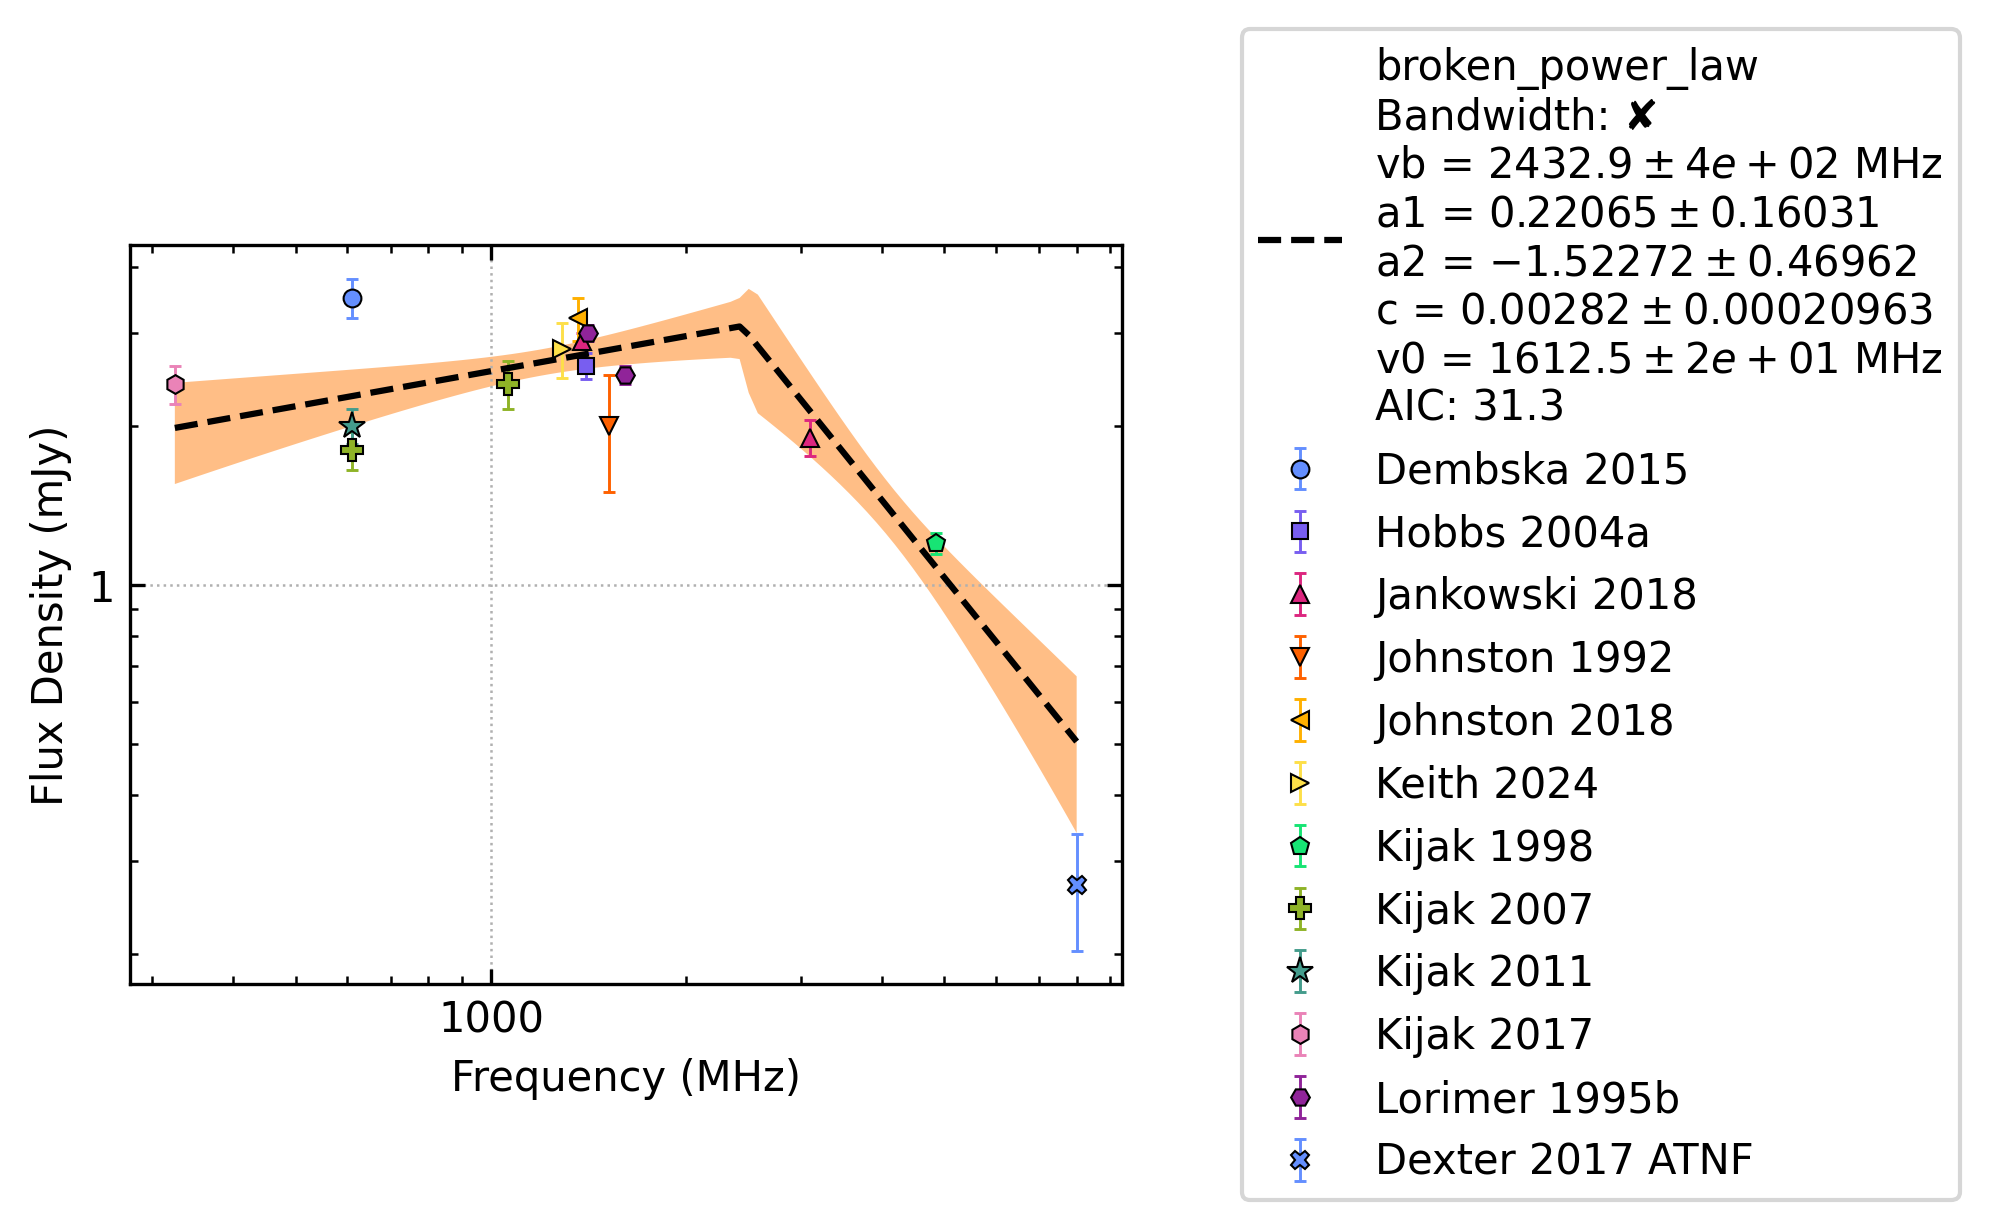 broken_power_law
Bandwidth: ✘
vb = 2432.9 ± 4e + 02 MHz
a1 = 0.22065 ± 0.16031
a2 = −1.52272 ± 0.46962
c = 0.00282 ± 0.00020963
v0 = 1612.5 ± 2e + 01 MHz
AIC: 31.3
Dembska 2015
Hobbs 2004a
Jankowski 2018
Johnston 1992
Johnston 2018
Keith 2024
Kijak 1998
Kijak 2007
Kijak 2011
Kijak 2017
Lorimer 1995b
Dexter 2017 ATNF
Flux Density (mJy)
1
1000
Frequency (MHz)